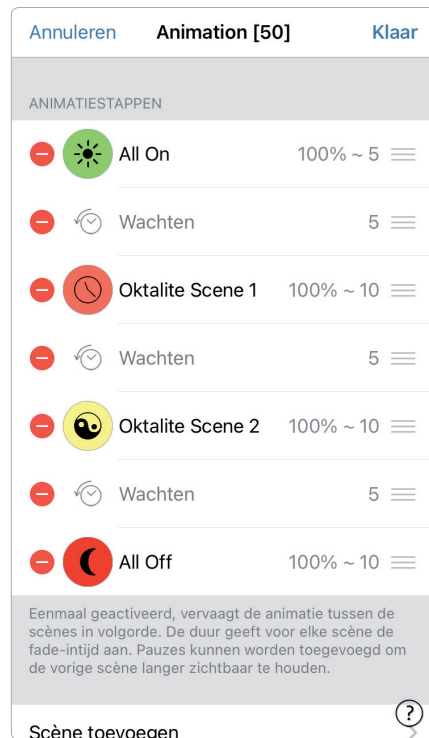 Annuleren Animation [50] Klaar
ANIMATIESTAPPEN
All On 100% ~ 5
Wachten 5
Oktalite Scene 1 100% ~ 10
Wachten 5
Oktalite Scene 2 100% ~ 10
Wachten 5
All Off 100% ~ 10
Eenmaal geactiveerd, vervaagt de animatie tussen de
scènes in volgorde. De duur geeft voor elke scène de
fade-intijd aan. Pauzes kunnen worden toegevoegd om
de vorige scène langer zichtbaar te houden.
?
Scène toevoegen